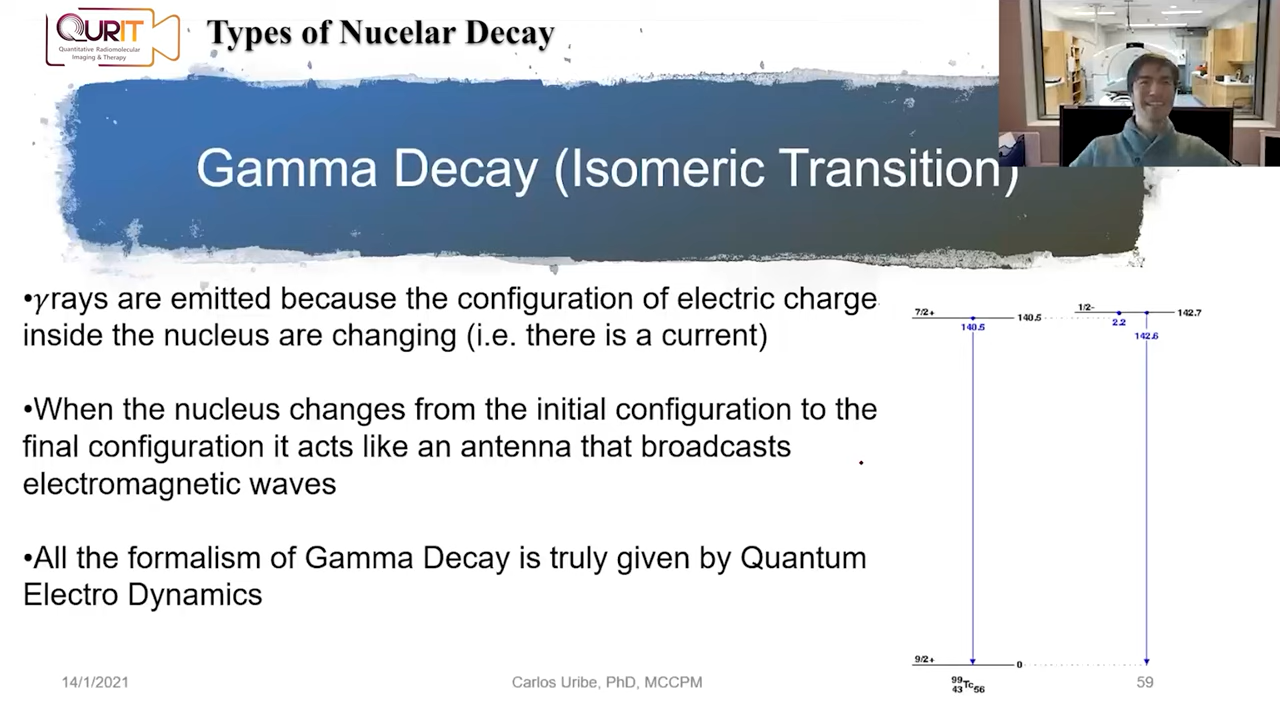 QURIT
Quantitative Radiomolecular
Imaging & Therapy
Types of Nucelar Decay
Gamma Decay (Isomeric Transition)
•γrays are emitted because the configuration of electric charge
inside the nucleus are changing (i.e. there is a current)
•When the nucleus changes from the initial configuration to the
final configuration it acts like an antenna that broadcasts
electromagnetic waves
•All the formalism of Gamma Decay is truly given by Quantum
Electro Dynamics
7/2+ 140.5 1/2- 142.7
140.5 2.2
142.6
9/2+ 0
99 43 Tc 56
14/1/2021 Carlos Uribe, PhD, MCCPM 59